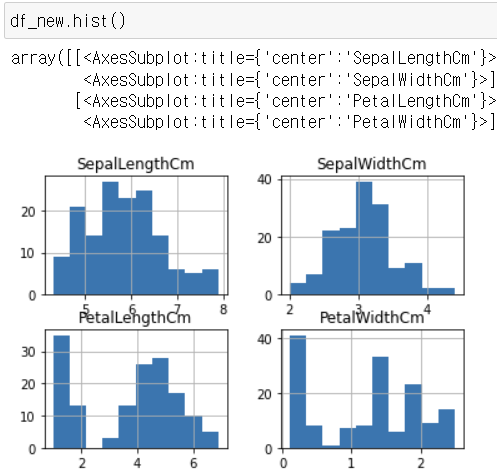 df_new.hist()
array([[<AxesSubplot:title={'center':'SepalLengthCm'}>
<AxesSubplot:title={'center':'SepalWidthCm'}>]
[<AxesSubplot:title={'center':'PetalLengthCm'}>
<AxesSubplot:title={'center':'PetalWidthCm'}>]
SepalLengthCm SepalWidthCm
20 40
10 20
0 0
5 6 7 8 2 3 4
PetalLengthCm PetalWidthCm
30 40
20 20
10
0 0
2 4 6 0 1 2